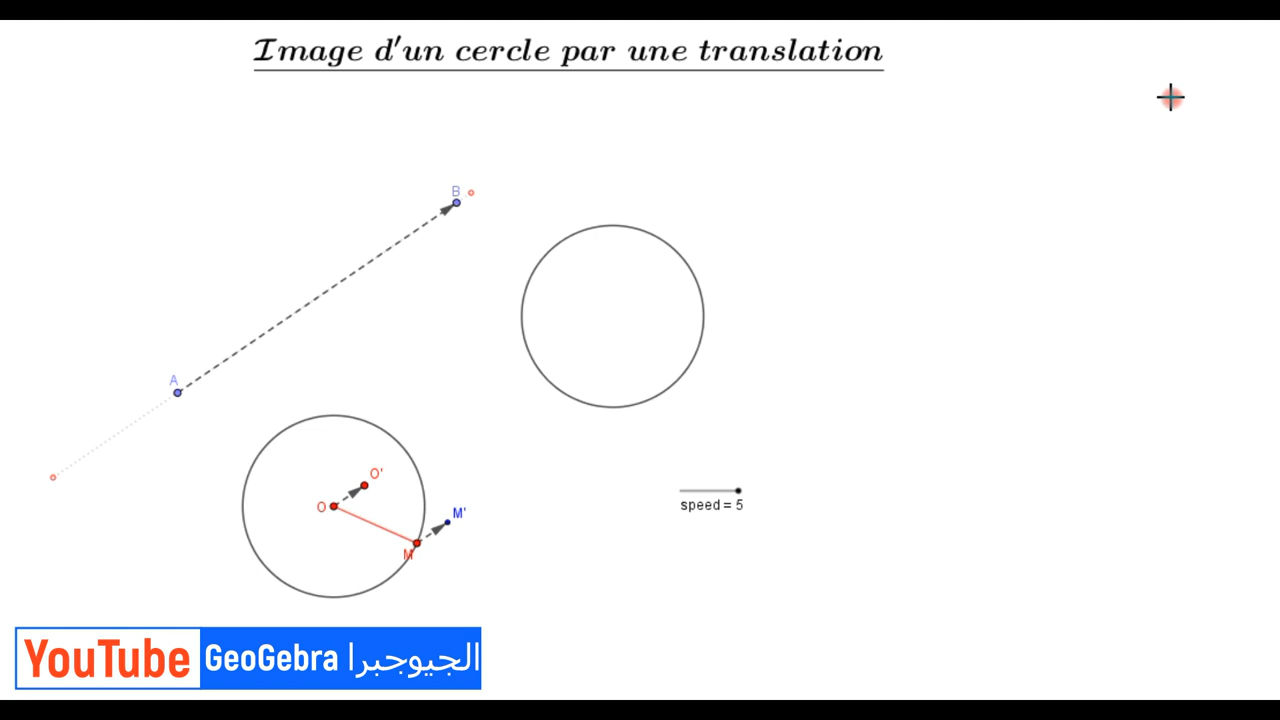 Image d'un cercle par une translation
B
A
O'
O
M'
M
speed = 5
YouTube GeoGebra الجيوجبرا